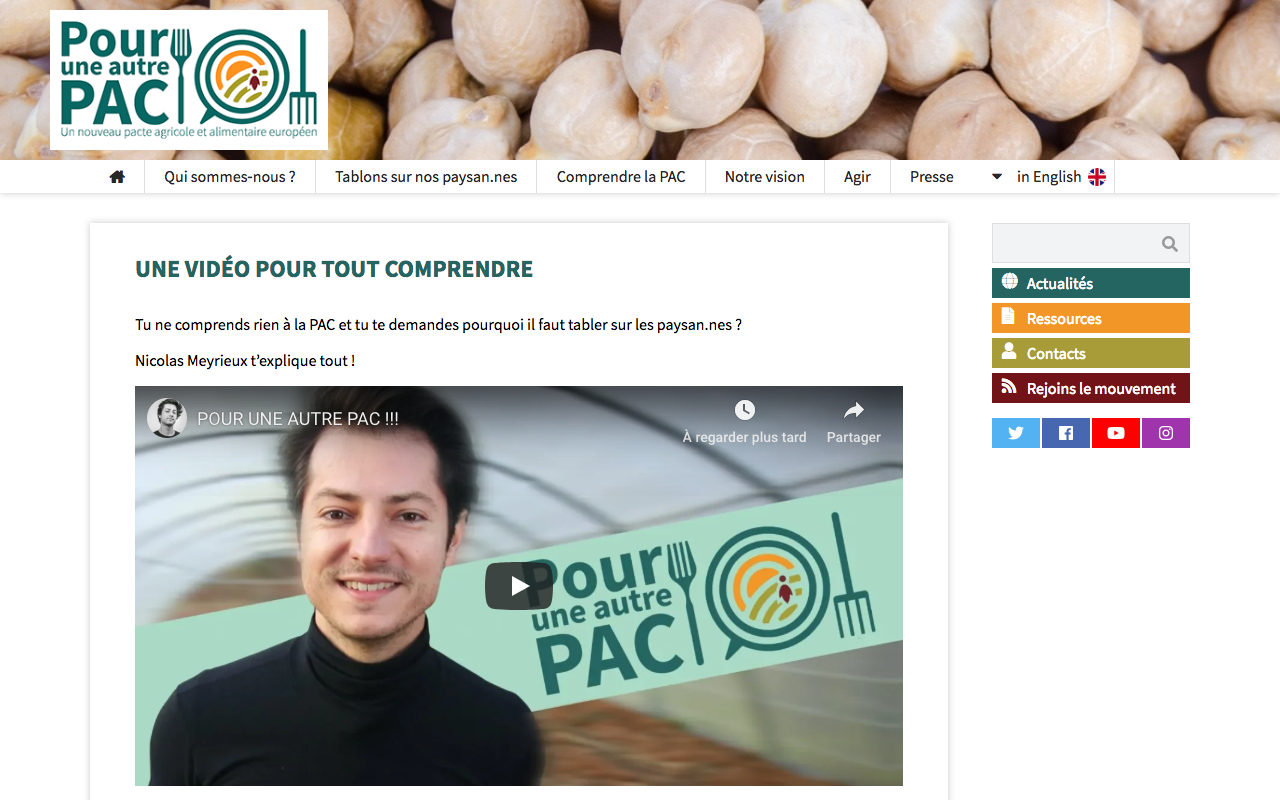 Pour
une autre
PAC
Un nouveau pacte agricole et alimentaire européen
Qui sommes-nous ?
Tablons sur nos paysan.nes
Comprendre la PAC
Notre vision
Agir
Presse
in English
UNE VIDÉO POUR TOUT COMPRENDRE
Tu ne comprends rien à la PAC et tu te demandes pourquoi il faut tabler sur les paysan.nes ?
Nicolas Meyrieux t’explique tout !
POUR UNE AUTRE PAC !!!
À regarder plus tard
Partager
Pour
une autre
PAC
Actualités
Ressources
Contacts
Rejoins le mouvement